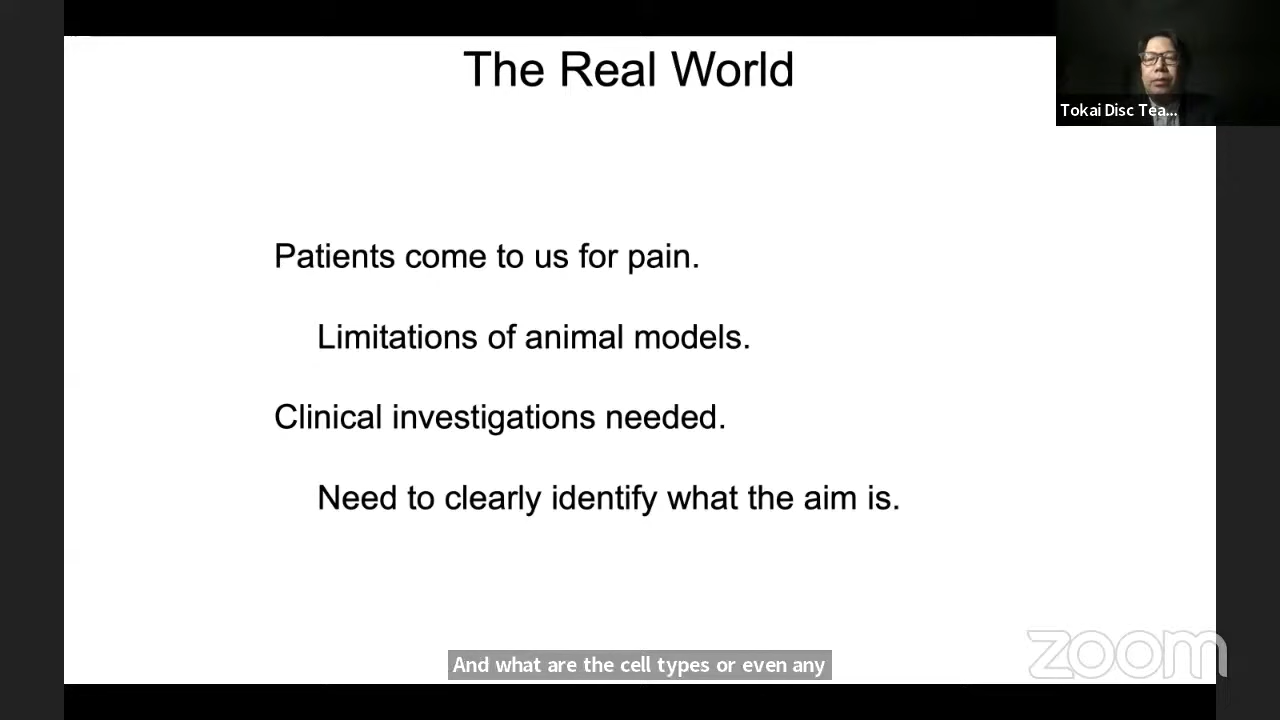 The Real World
Tokai Disc Tea...
Patients come to us for pain.
Limitations of animal models.
Clinical investigations needed.
Need to clearly identify what the aim is.
And what are the cell types or even any
zoom